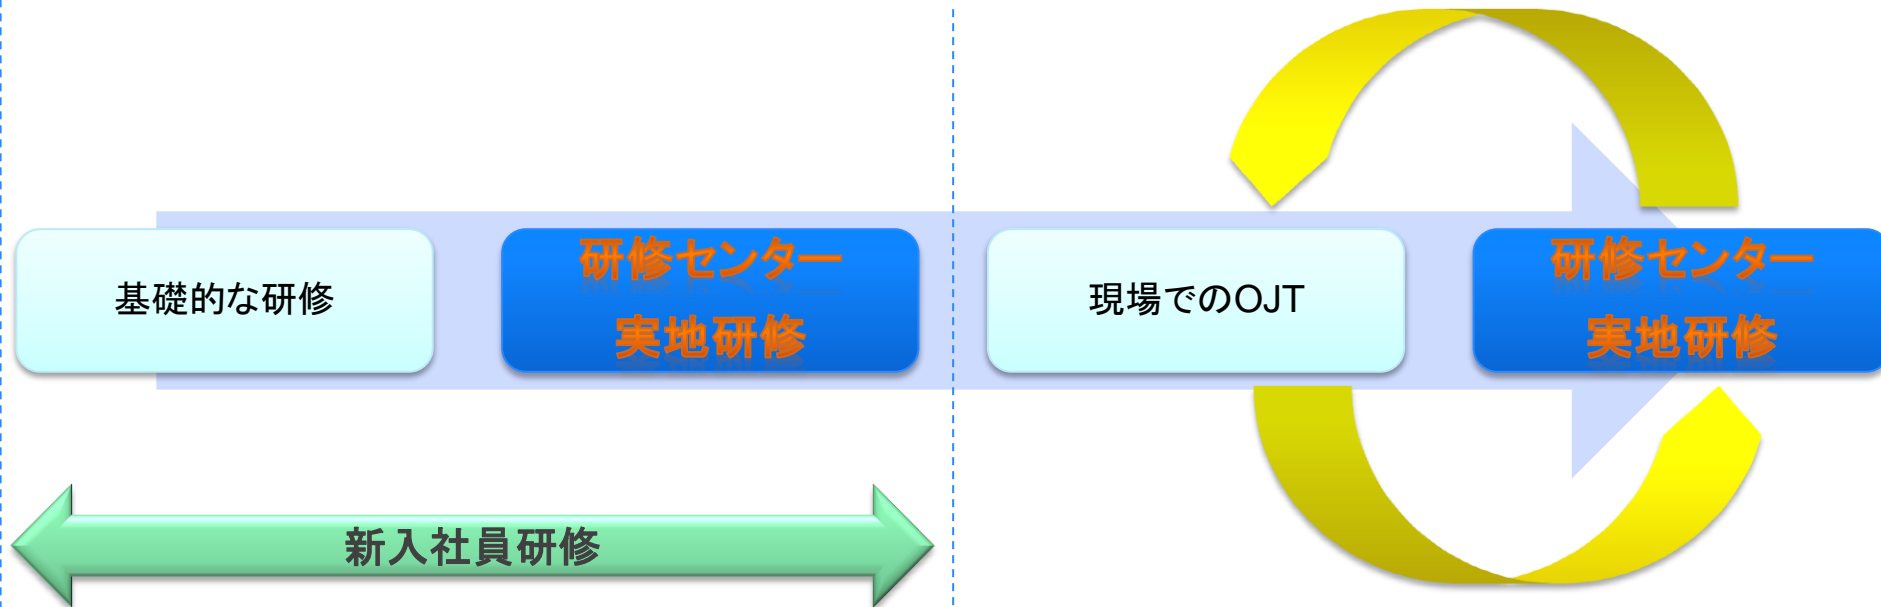 基礎的な研修
研修センター
実地研修
現場でのOJT
研修センター
実地研修
新入社員研修